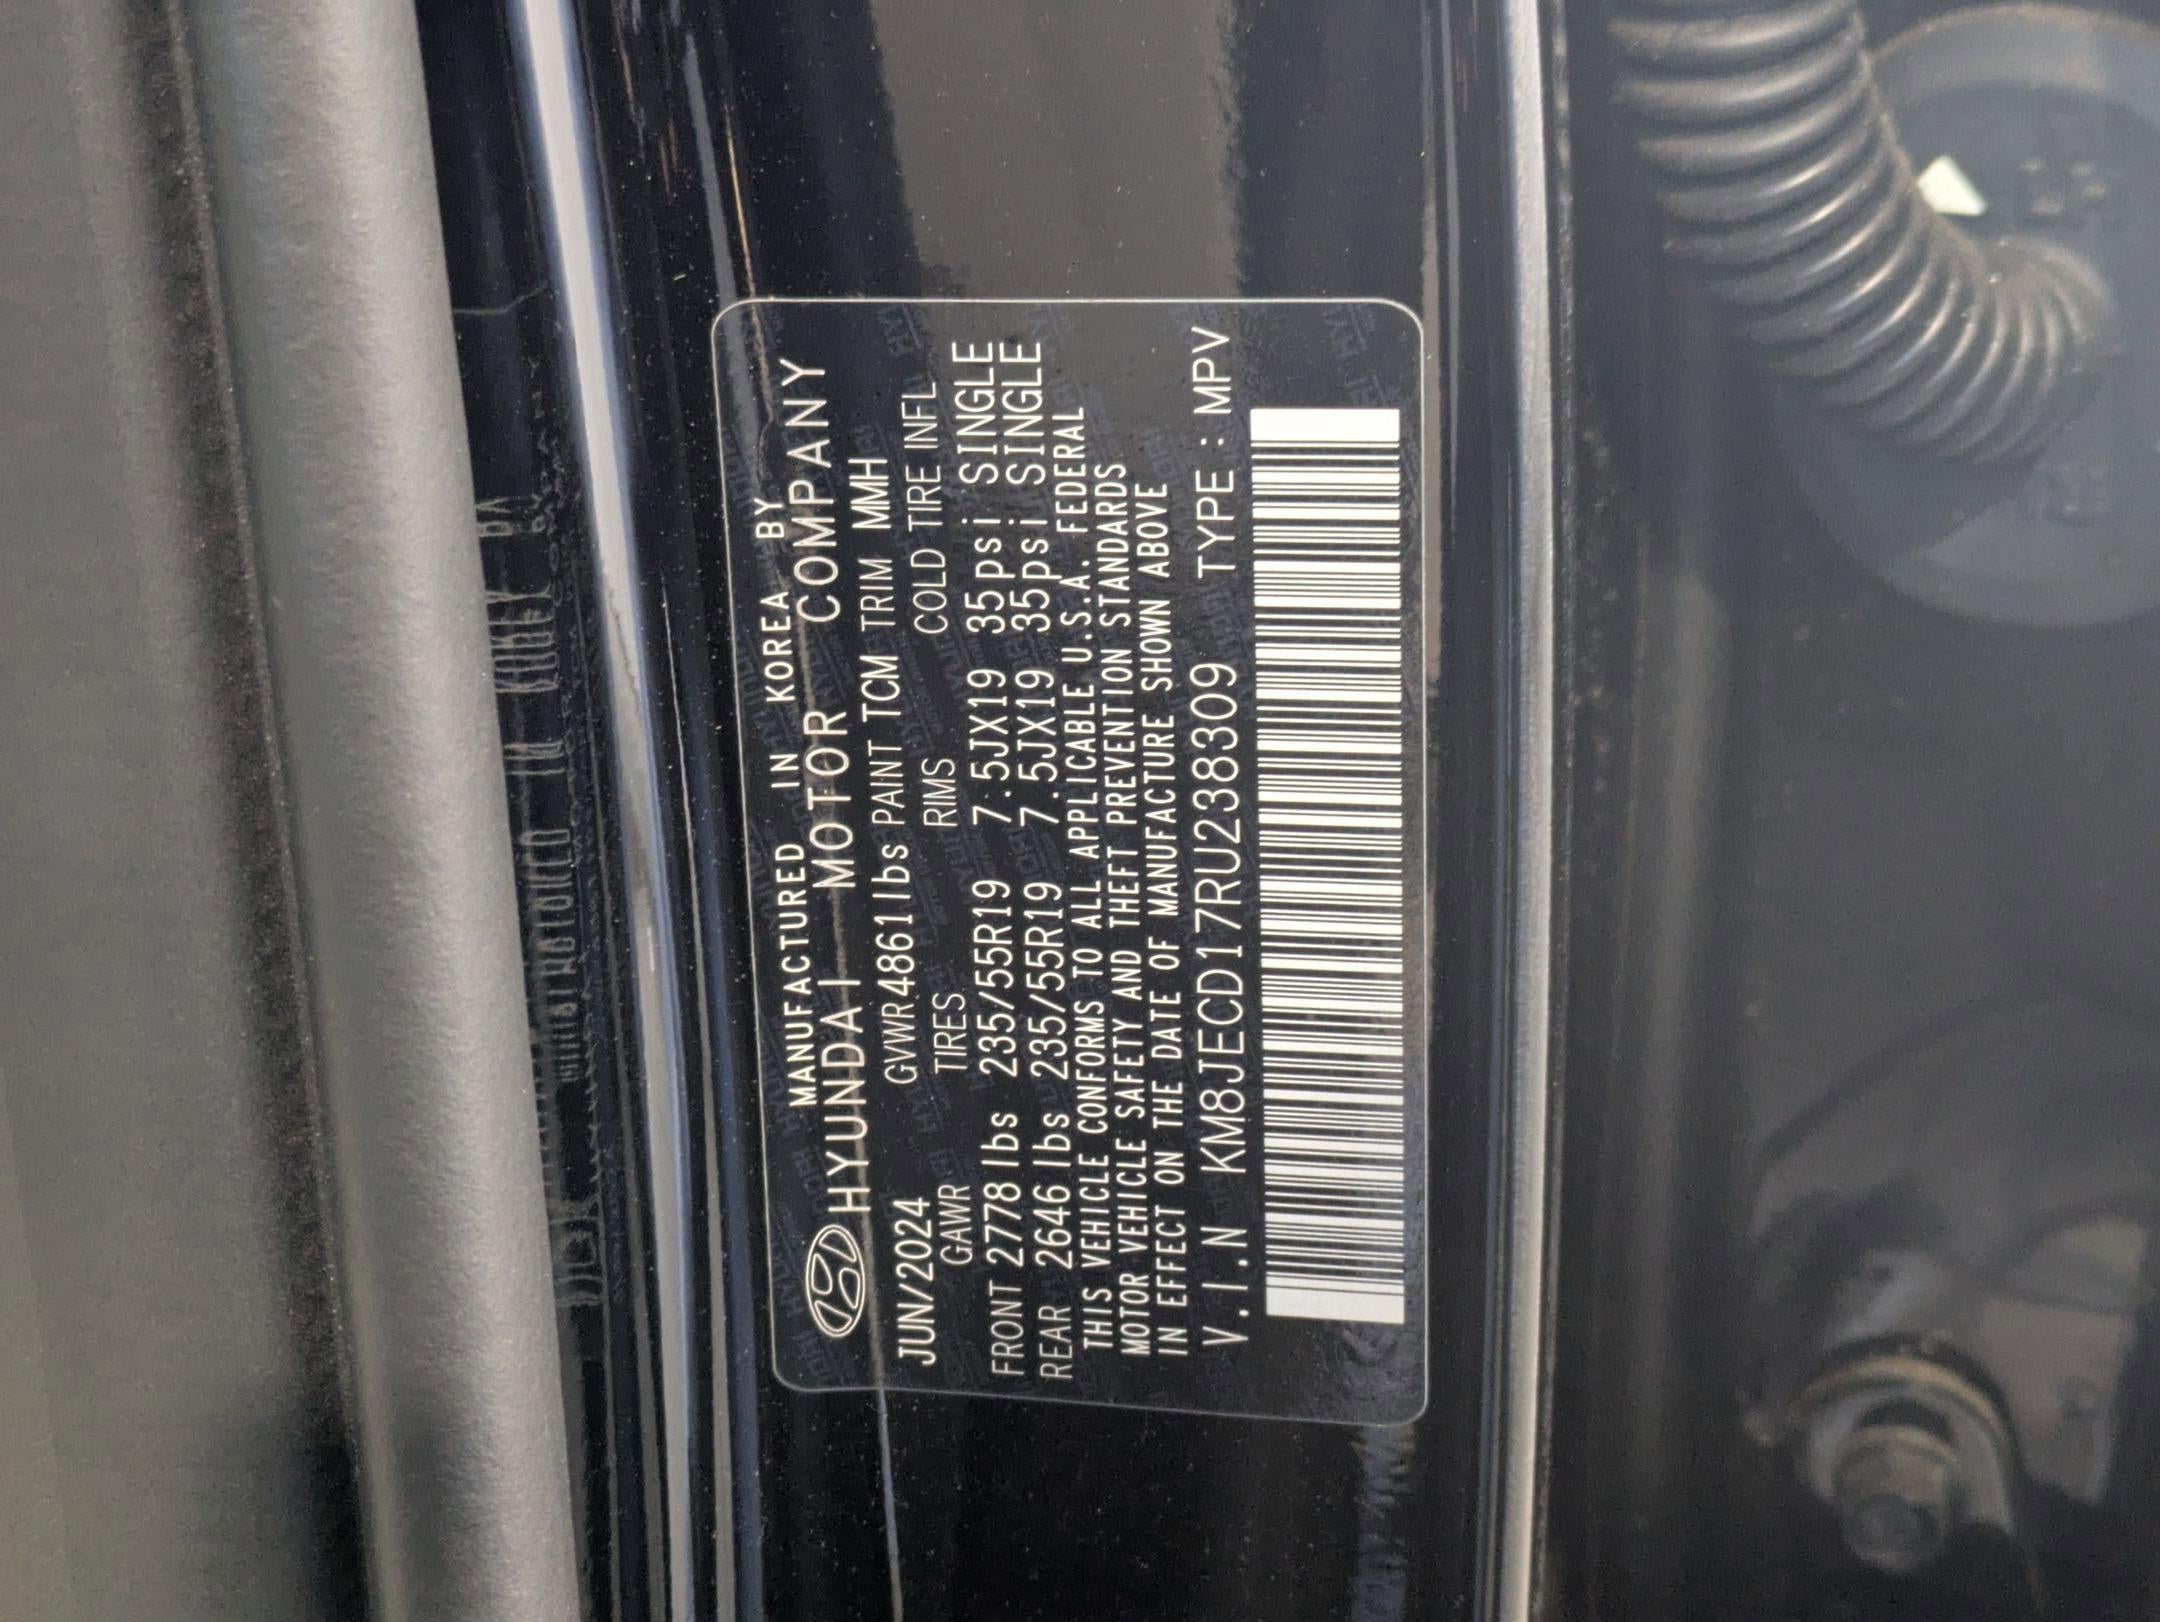 MANUFACTURED IN KOREA BY
HYUNDAI MOTOR COMPANY
JUN/2024 GVWR 4861lbs PAINT TCM TRIM MMH
GAWR TIRES RIMS COLD TIRE INFL
FRONT 2778 lbs 235/55R19 7.5JX19 35psi SINGLE
REAR 2646 lbs 235/55R19 7.5JX19 35psi SINGLE
THIS VEHICLE CONFORMS TO ALL APPLICABLE U.S.A. FEDERAL
MOTOR VEHICLE SAFETY AND THEFT PREVENTION STANDARDS
IN EFFECT ON THE DATE OF MANUFACTURE SHOWN ABOVE
V.I.N KM8JECD17RU238309 TYPE : MPV